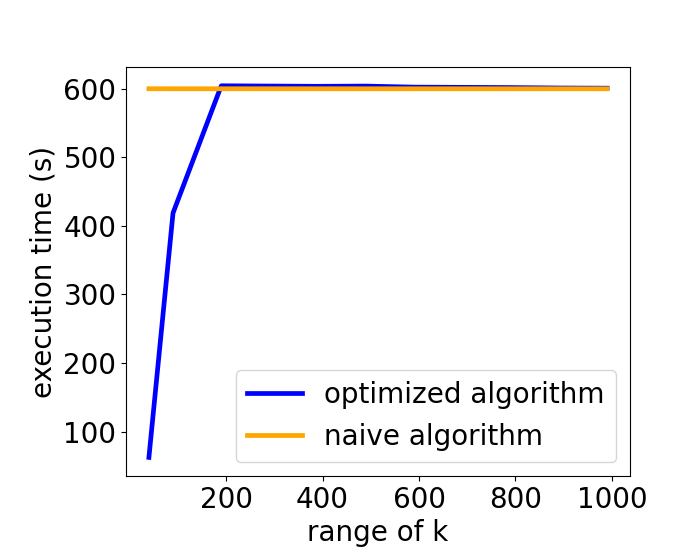 600
500
400
300
200
100
execution time (s)
optimized algorithm
naive algorithm
200 400 600 800 1000
range of k